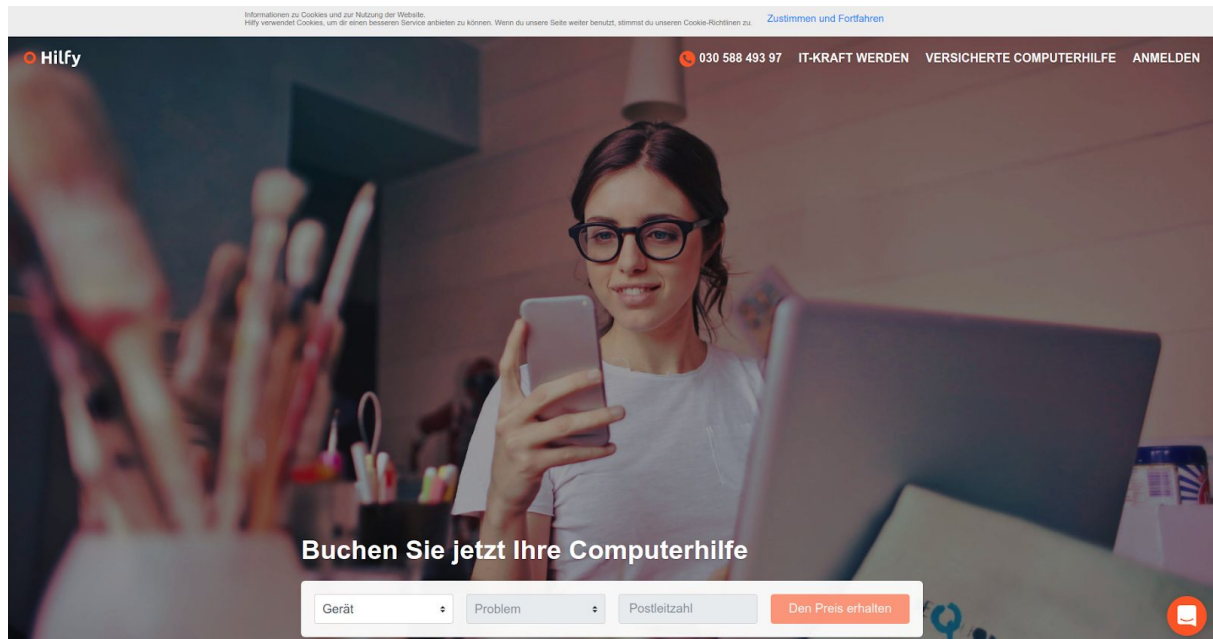 Informationen zu Cookies und zur Nutzung der Website.
Hilfy verwendet Cookies, um dir einen besseren Service anbieten zu können. Wenn du unsere Seite weiter benutzt, stimmst du unseren Cookie-Richtlinien zu.
Zustimmen und Fortfahren
Hilfy
030 588 493 97 IT-KRAFT WERDEN VERSICHERTE COMPUTERHILFE ANMELDEN
Buchen Sie jetzt Ihre Computerhilfe
Gerät Problem Postleitzahl Den Preis erhalten